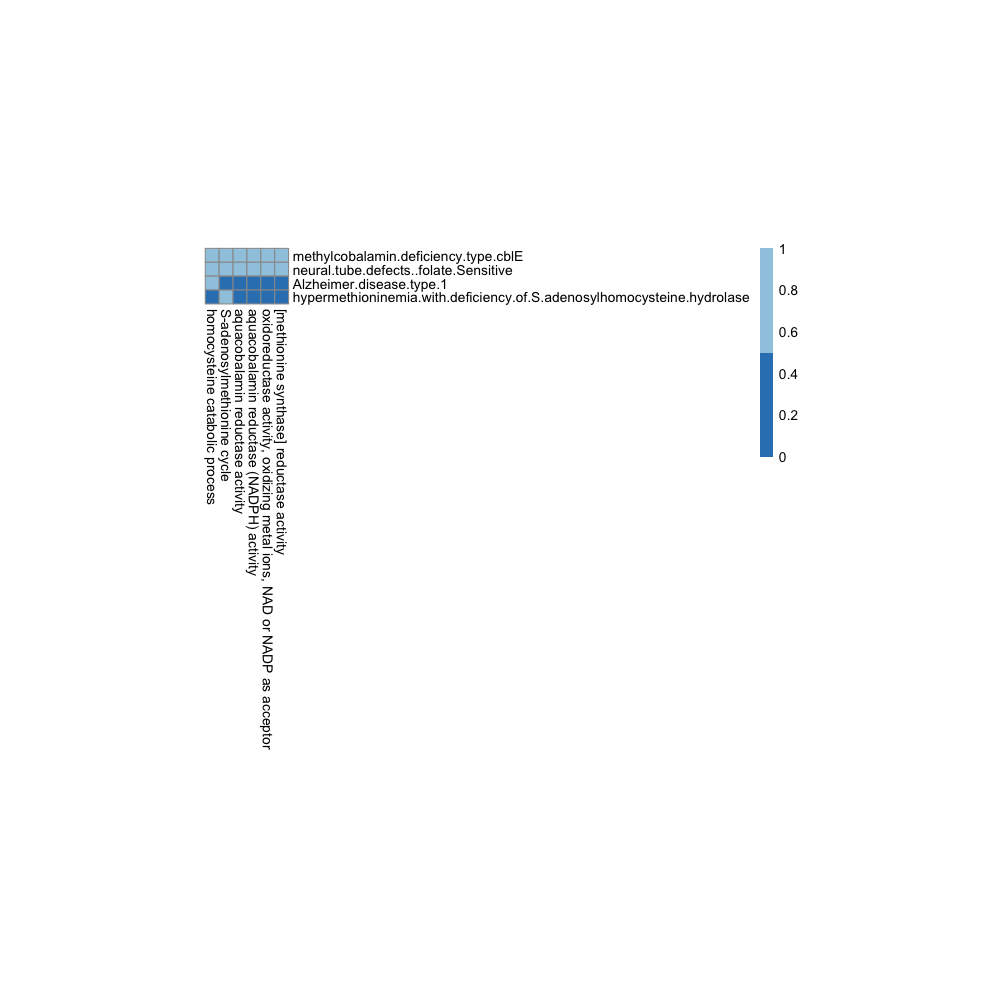 methylcobalamin.deficiency.type.cblE
neural.tube.defects..folate.Sensitive
Alzheimer.disease.type.1
hypermethioninemia.with.deficiency.of.S.adenosylhomocysteine.hydrolase
homocysteine catabolic process
S-adenosylmethionine cycle
aquacobalamin reductase activity
aquacobalamin reductase (NADPH) activity
oxidoreductase activity, oxidizing metal ions, NAD or NADP as acceptor
[methionine synthase] reductase activity
1
0.8
0.6
0.4
0.2
0